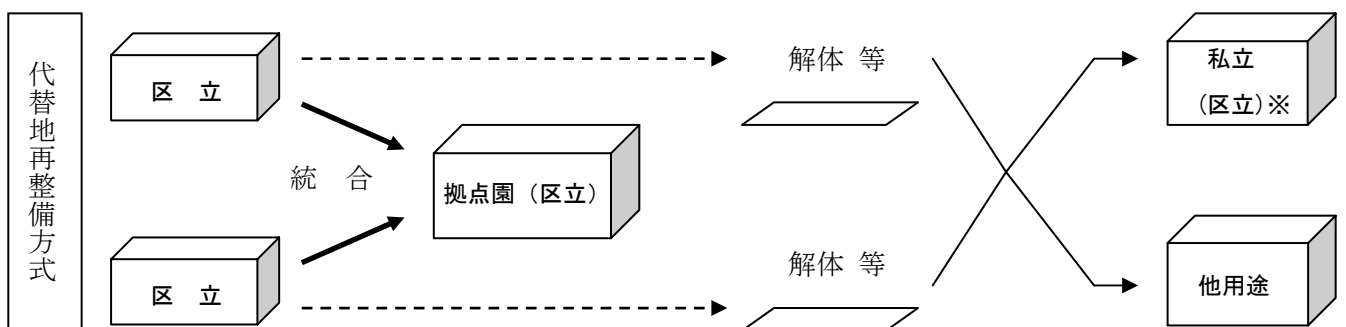 代替地再整備方式
区 立
解体 等
私立
(区立)※
統 合
拠点園(区立)
区 立
解体 等
他用途